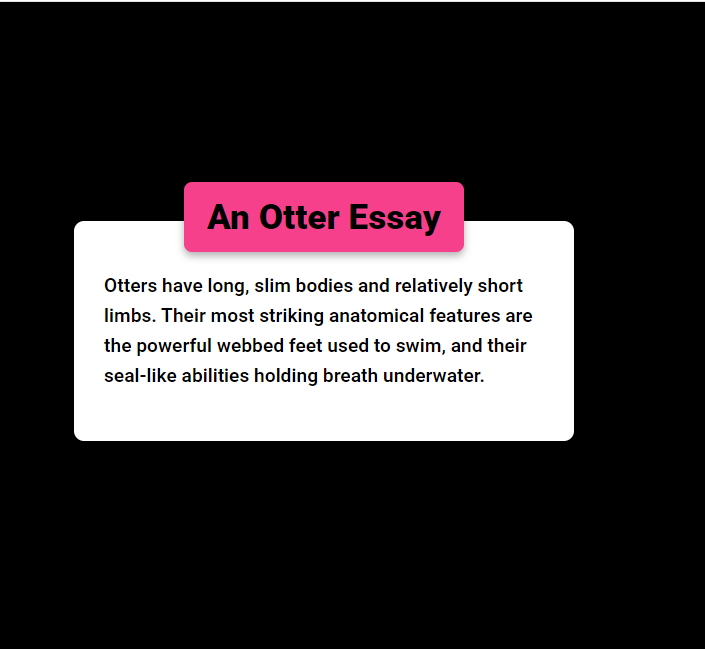 An Otter Essay
Otters have long, slim bodies and relatively short
limbs. Their most striking anatomical features are
the powerful webbed feet used to swim, and their
seal-like abilities holding breath underwater.